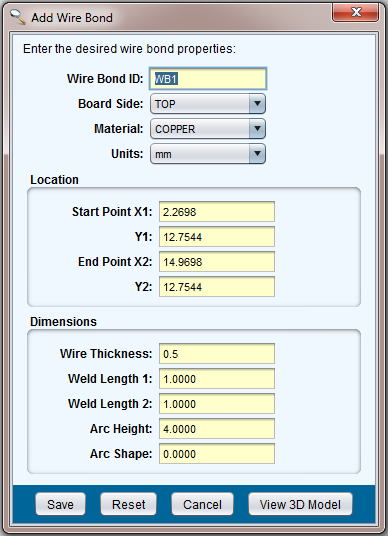 Add Wire Bond
Enter the desired wire bond properties:
Wire Bond ID: WB1
Board Side: TOP
Material: COPPER
Units: mm
Location
Start Point X1: 2.2698
Y1: 12.7544
End Point X2: 14.9698
Y2: 12.7544
Dimensions
Wire Thickness: 0.5
Weld Length 1: 1.0000
Weld Length 2: 1.0000
Arc Height: 4.0000
Arc Shape: 0.0000
Save Reset Cancel View 3D Model